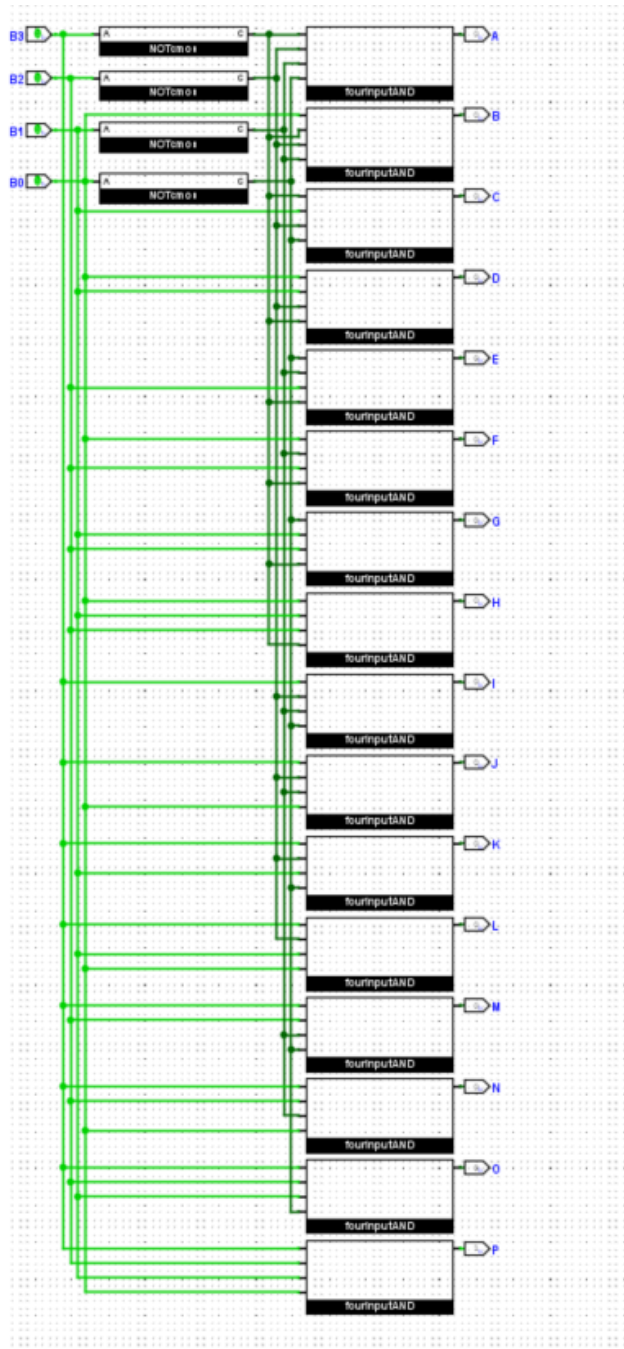 B3 A C A
NOTcmos
B2 A C
NOTcmos fourInputAND
B
B1 A C
NOTcmos
fourInputAND
B0 A C
NOTcmos C
fourInputAND
D
fourInputAND
E
fourInputAND
F
fourInputAND
G
fourInputAND
H
fourInputAND
I
fourInputAND
J
fourInputAND
K
fourInputAND
L
fourInputAND
M
fourInputAND
N
fourInputAND
O
fourInputAND
P
fourInputAND